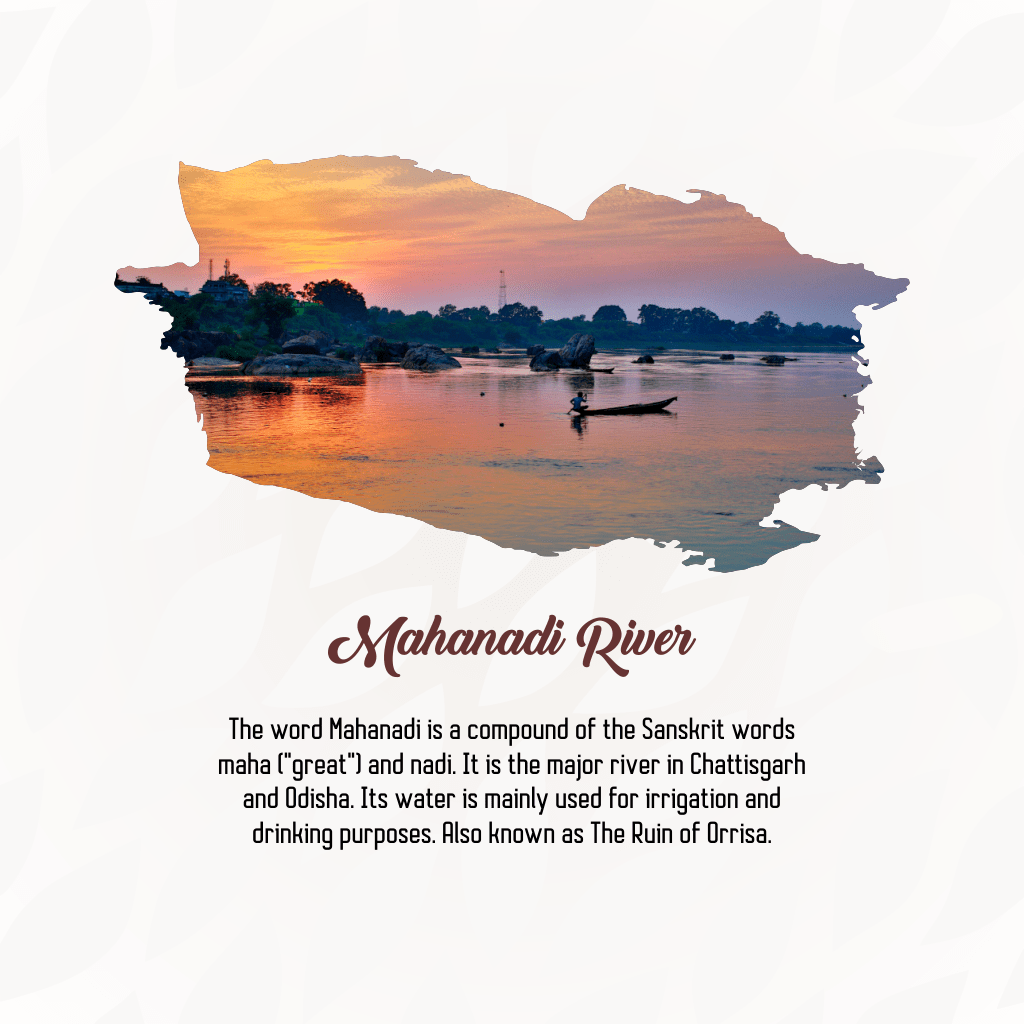 Mahanadi River
The word Mahanadi is a compound of the Sanskrit words
maha ("great") and nadi. It is the major river in Chattisgarh
and Odisha. Its water is mainly used for irrigation and
drinking purposes. Also known as The Ruin of Orrisa.